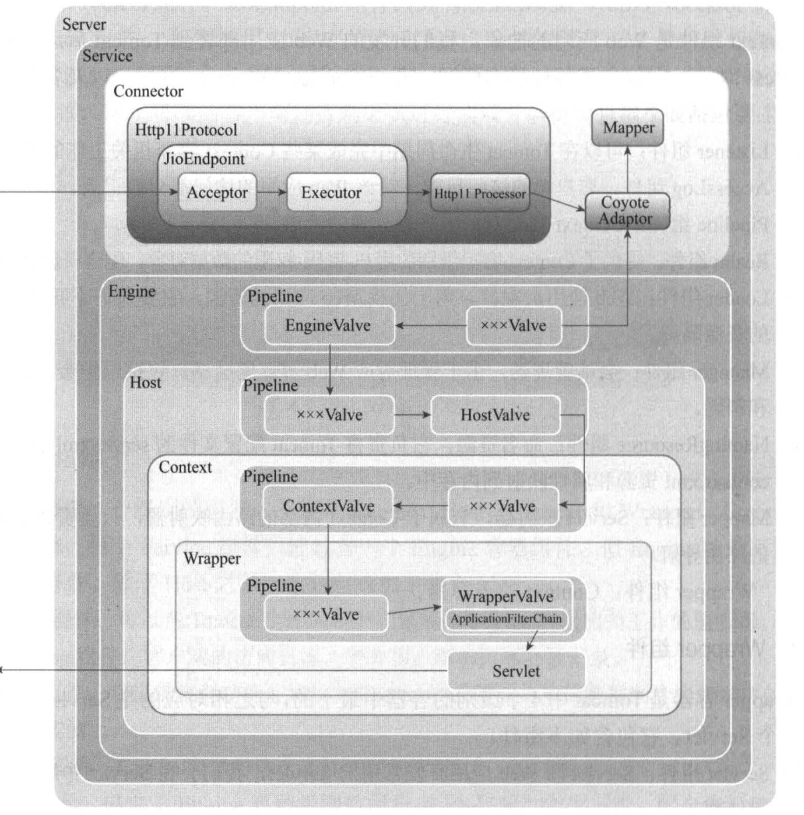 Server
Service
Connector
Http11Protocol
JioEndpoint
Acceptor
Executor
Http11 Processor
Mapper
Coyote
Adaptor
Engine
Pipeline
EngineValve
×××Valve
Host
Pipeline
×××Valve
HostValve
Context
Pipeline
ContextValve
×××Valve
Wrapper
Pipeline
×××Valve
WrapperValve
ApplicationFilterChain
Servlet